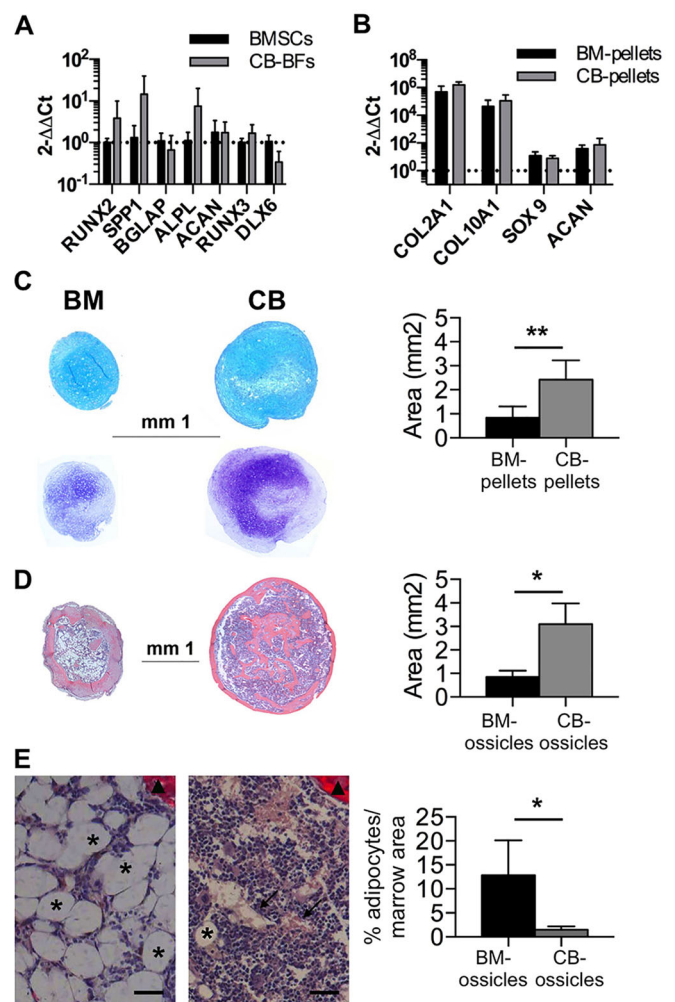 A
BMSCs
CB-BFs
2-ΔΔCt
10²
10¹
10⁰
10⁻¹
RUNX2
SPP1
BGLAP
ALPL
ACAN
RUNX3
DLX6
B
BM-pellets
CB-pellets
2-ΔΔCt
10⁶
10⁴
10²
10⁰
COL2A1
COL10A1
SOX 9
ACAN
C
BM CB
mm 1
Area (mm2)
5
4
3
2
1
0
**
BM-pellets
CB-pellets
D
mm 1
Area (mm2)
5
4
3
2
1
0
*
BM-ossicles
CB-ossicles
E
*
*
*
*
*
% adipocytes/
marrow area
25
20
15
10
5
0
*
BM-ossicles
CB-ossicles